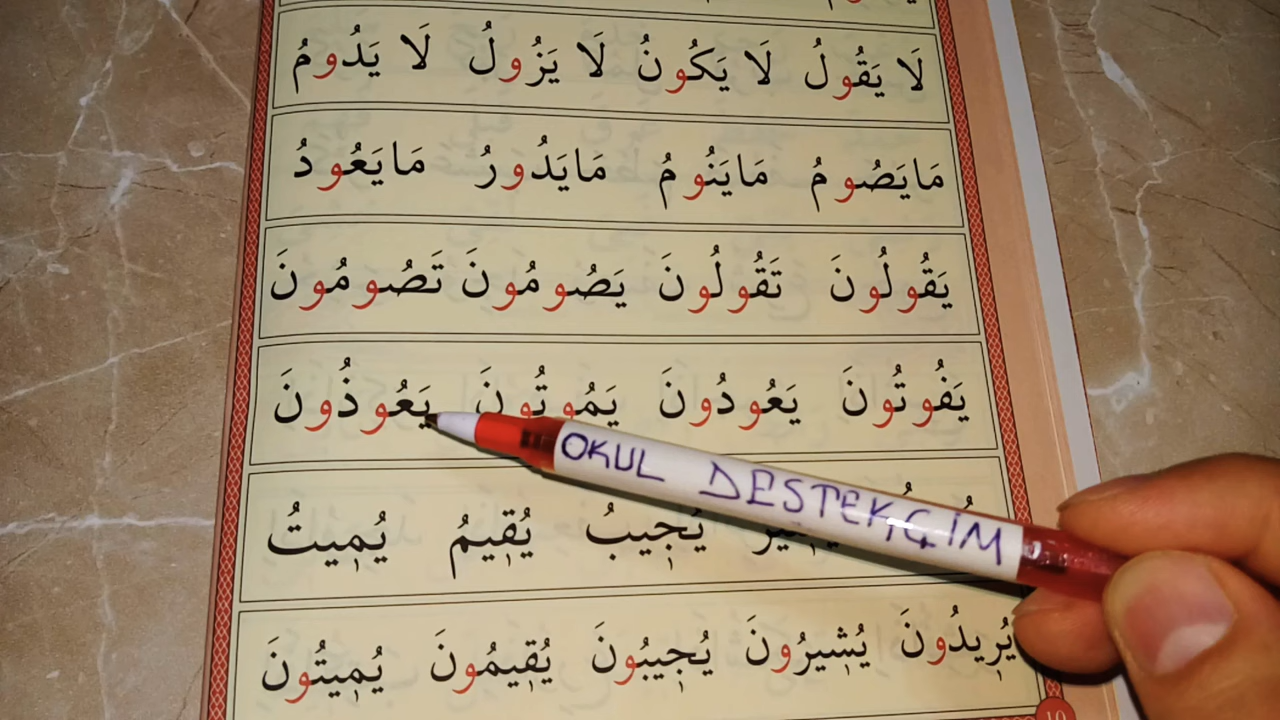 لَا يَقُولُ لَا يَكُونُ لَا يَزُولُ لَا يَدُومُ
مَايَصُومُ مَايَنُومُ مَايَدُورُ مَايَعُودُ
يَقُولُونَ تَقُولُونَ يَصُومُونَ تَصُومُونَ
يَفُوتُونَ يَعُودُونَ يَمُوتُونَ يَعُوذُونَ
يُجِيبُ يُقِيمُ يُمِيتُ
يُرِيدُونَ يُشِيرُونَ يُجِيبُونَ يُقِيمُونَ يُمِيتُونَ
OKUL DESTEKÇİM
10